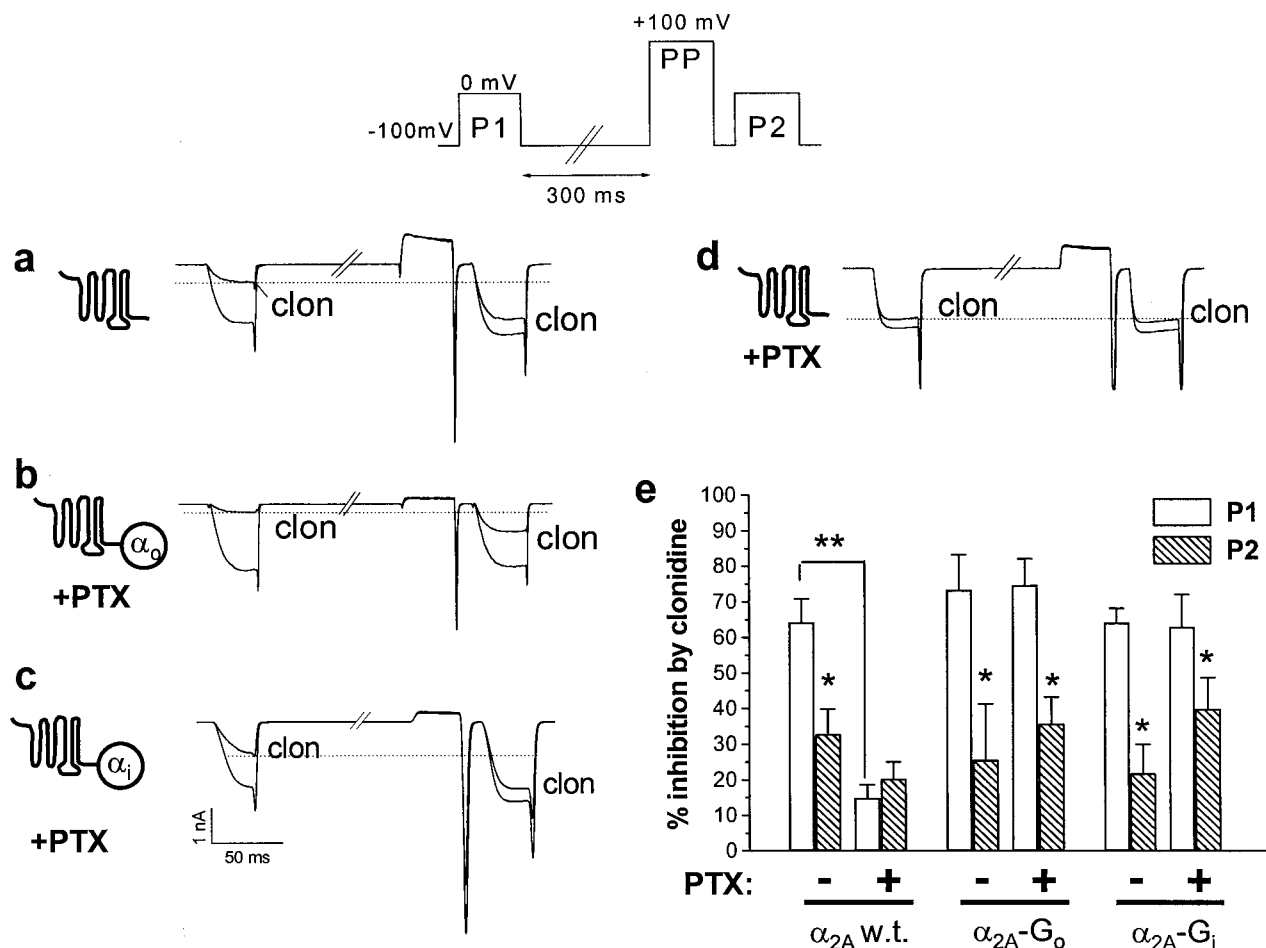 +100 mV
PP
0 mV
-100mV
P1
P2
300 ms
a
clon
clon
d
+PTX
clon
b
αo
+PTX
clon
clon
c
αi
+PTX
clon
clon
1 nA
50 ms
e
% inhibition by clonidine
100
90
80
70
60
50
40
30
20
10
0
P1
P2
**
*
*
*
*
*
PTX: - + - + - +
α2A w.t. α2A-Go α2A-Gi